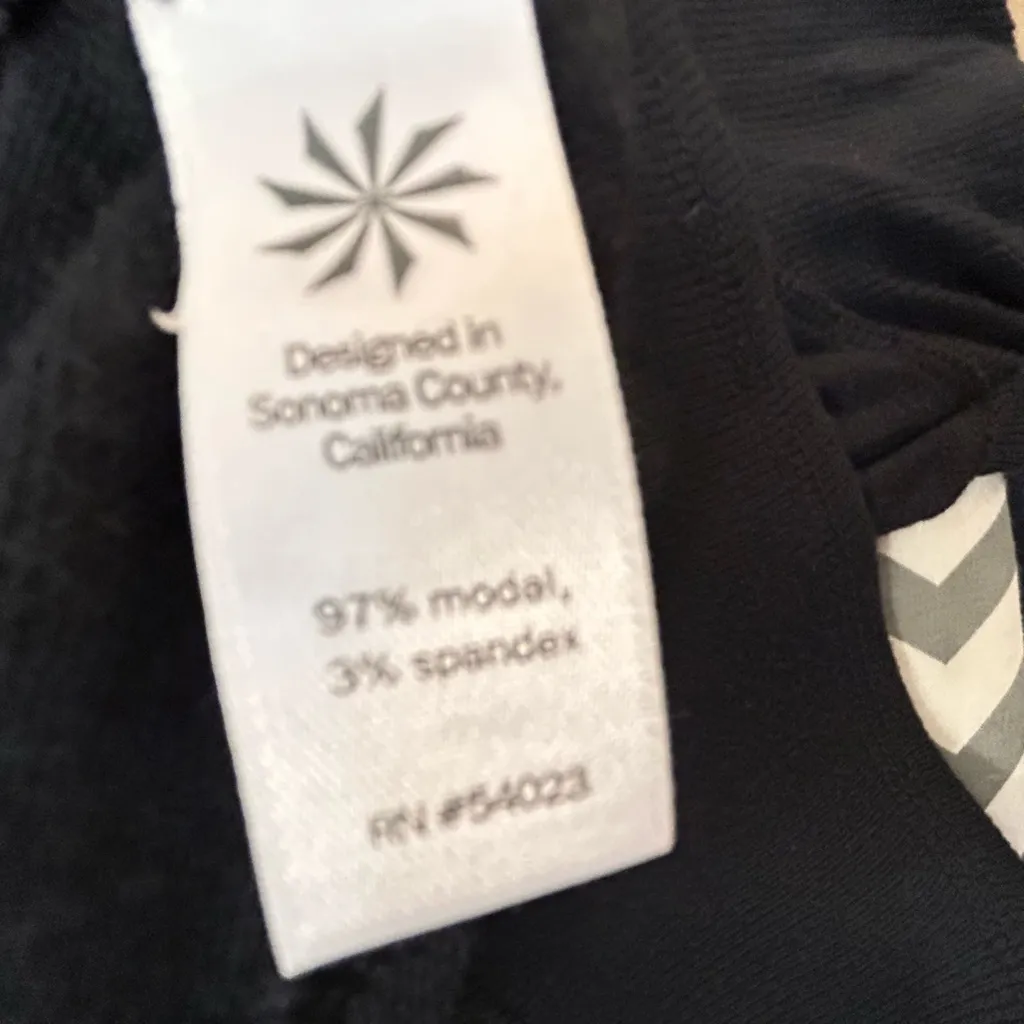 Designed in
Sonoma County,
California
97% modal,
3% spandex
RN #54023